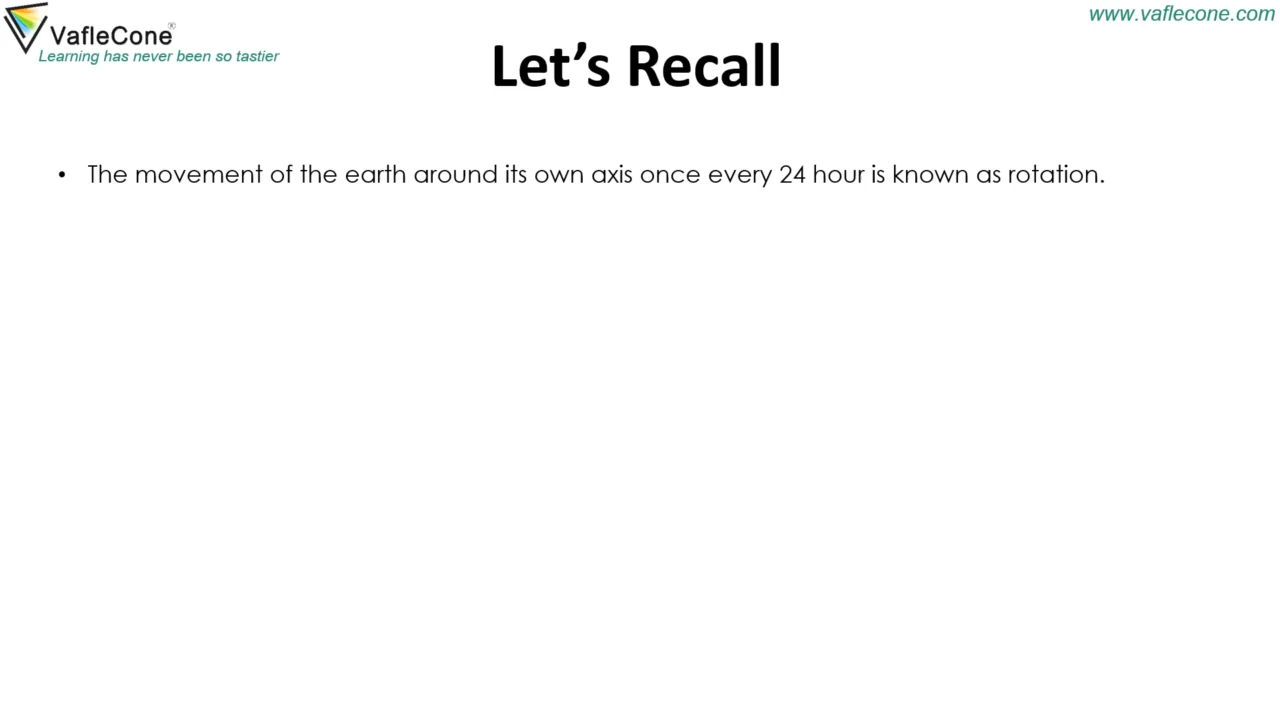 VafleCone®
www.vaflecone.com
Learning has never been so tastier
Let’s Recall
• The movement of the earth around its own axis once every 24 hour is known as rotation.